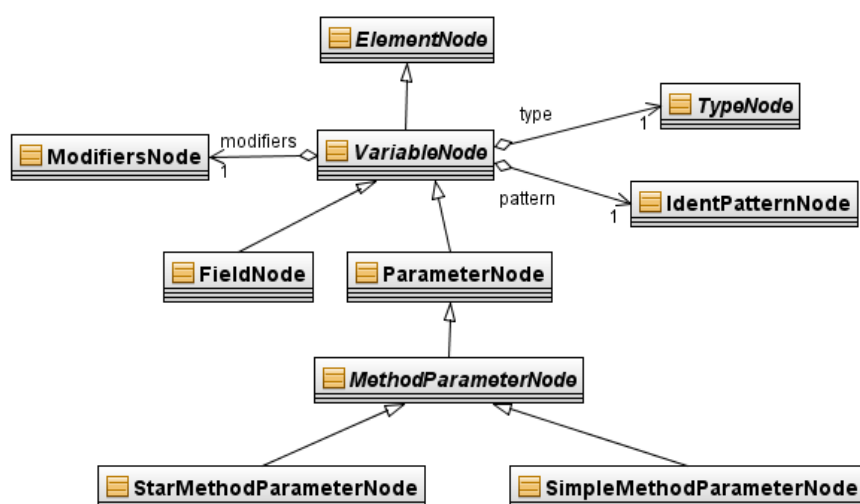 ElementNode
type
TypeNode
1
modifiers
ModifiersNode
1
VariableNode
pattern
IdentPatternNode
1
FieldNode
ParameterNode
MethodParameterNode
StarMethodParameterNode
SimpleMethodParameterNode